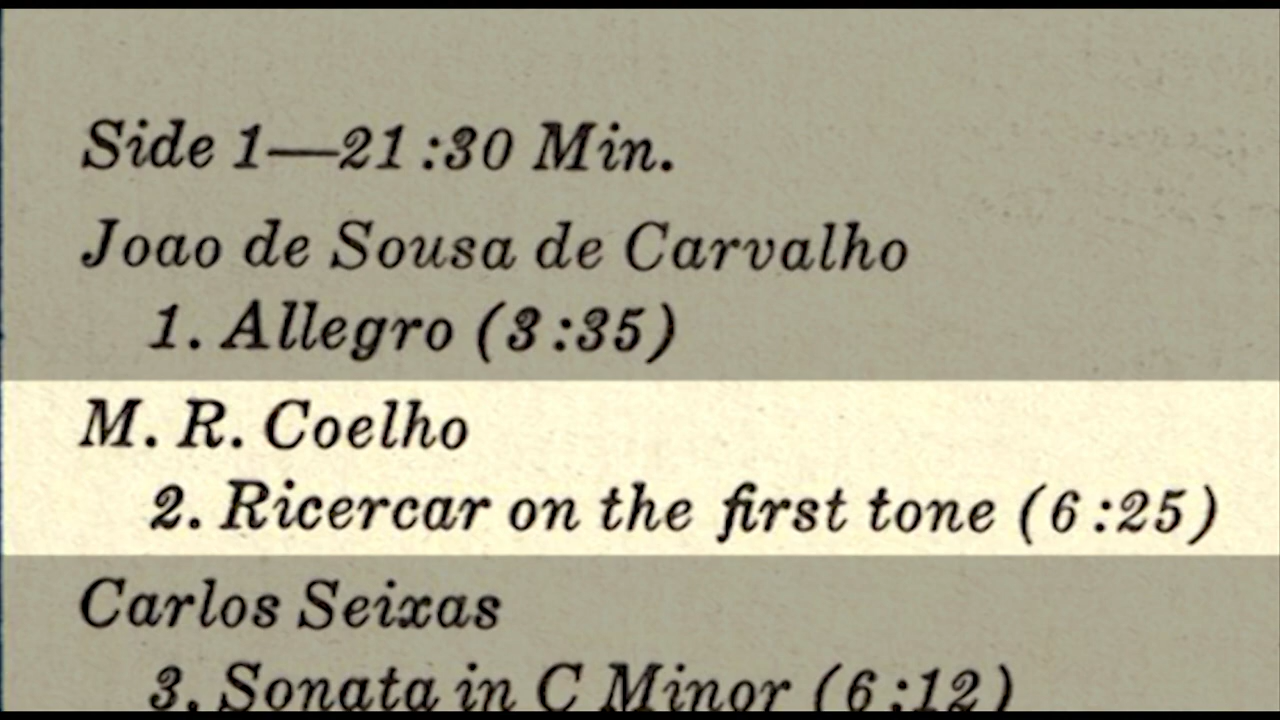 Side 1—21:30 Min.
Joao de Sousa de Carvalho
1. Allegro (3:35)
M. R. Coelho
2. Ricercar on the first tone (6:25)
Carlos Seixas
3. Sonata in C Minor (6:12)